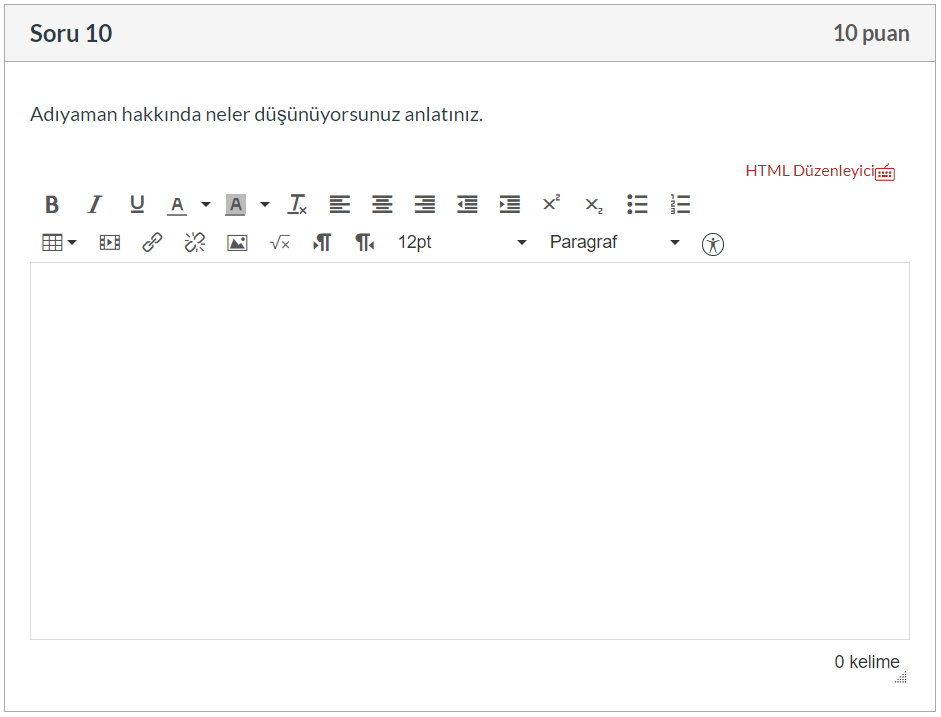 Soru 10
10 puan
Adıyaman hakkında neler düşünüyorsunuz anlatınız.
HTML Düzenleyici
12pt
Paragraf
0 kelime